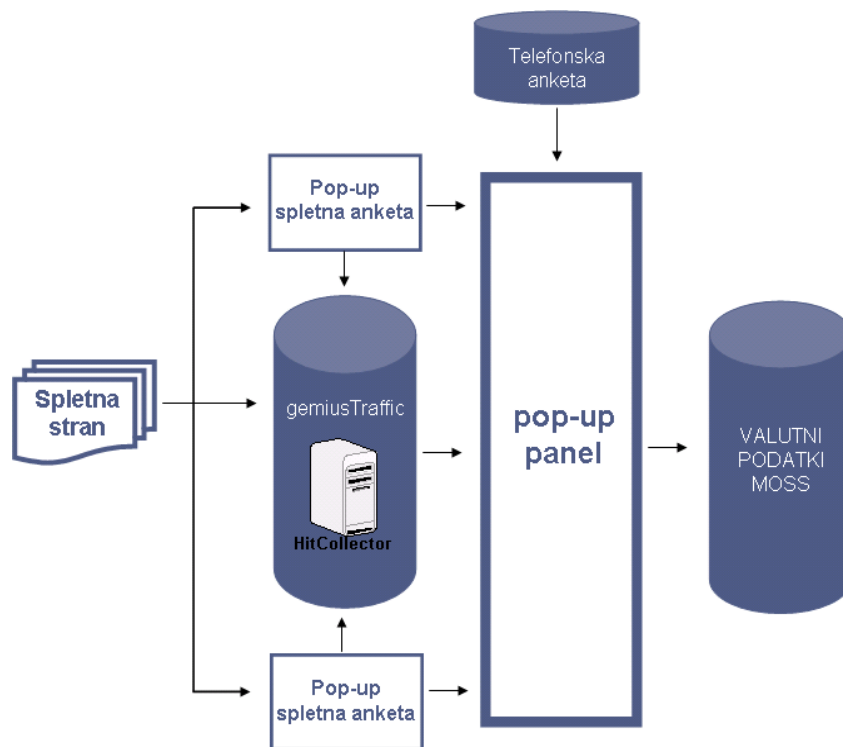 Telefonska
anketa
Pop-up
spletna anketa
Spletna
stran
gemiusTraffic
HitCollector
pop-up
panel
VALUTNI
PODATKI
MOSS
Pop-up
spletna anketa